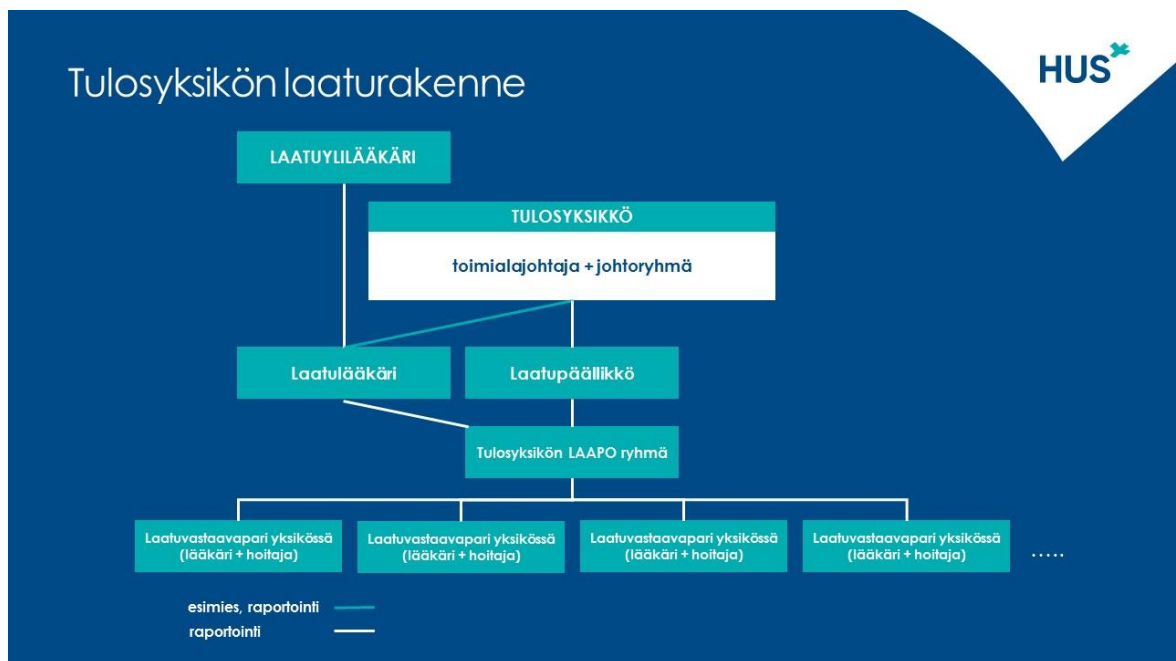 Tulosyksikön laaturakenne
HUS
LAATUYLILÄÄKÄRI
TULOSYKSIKKÖ
toimialajohtaja + johtoryhmä
Laatulääkäri
Laatupäällikkö
Tulosyksikön LAAPO ryhmä
Laatuvastaavapari yksikössä
(lääkäri + hoitaja)
Laatuvastaavapari yksikössä
(lääkäri + hoitaja)
Laatuvastaavapari yksikössä
(lääkäri + hoitaja)
Laatuvastaavapari yksikössä
(lääkäri + hoitaja)
.....
esimies, raportointi
raportointi